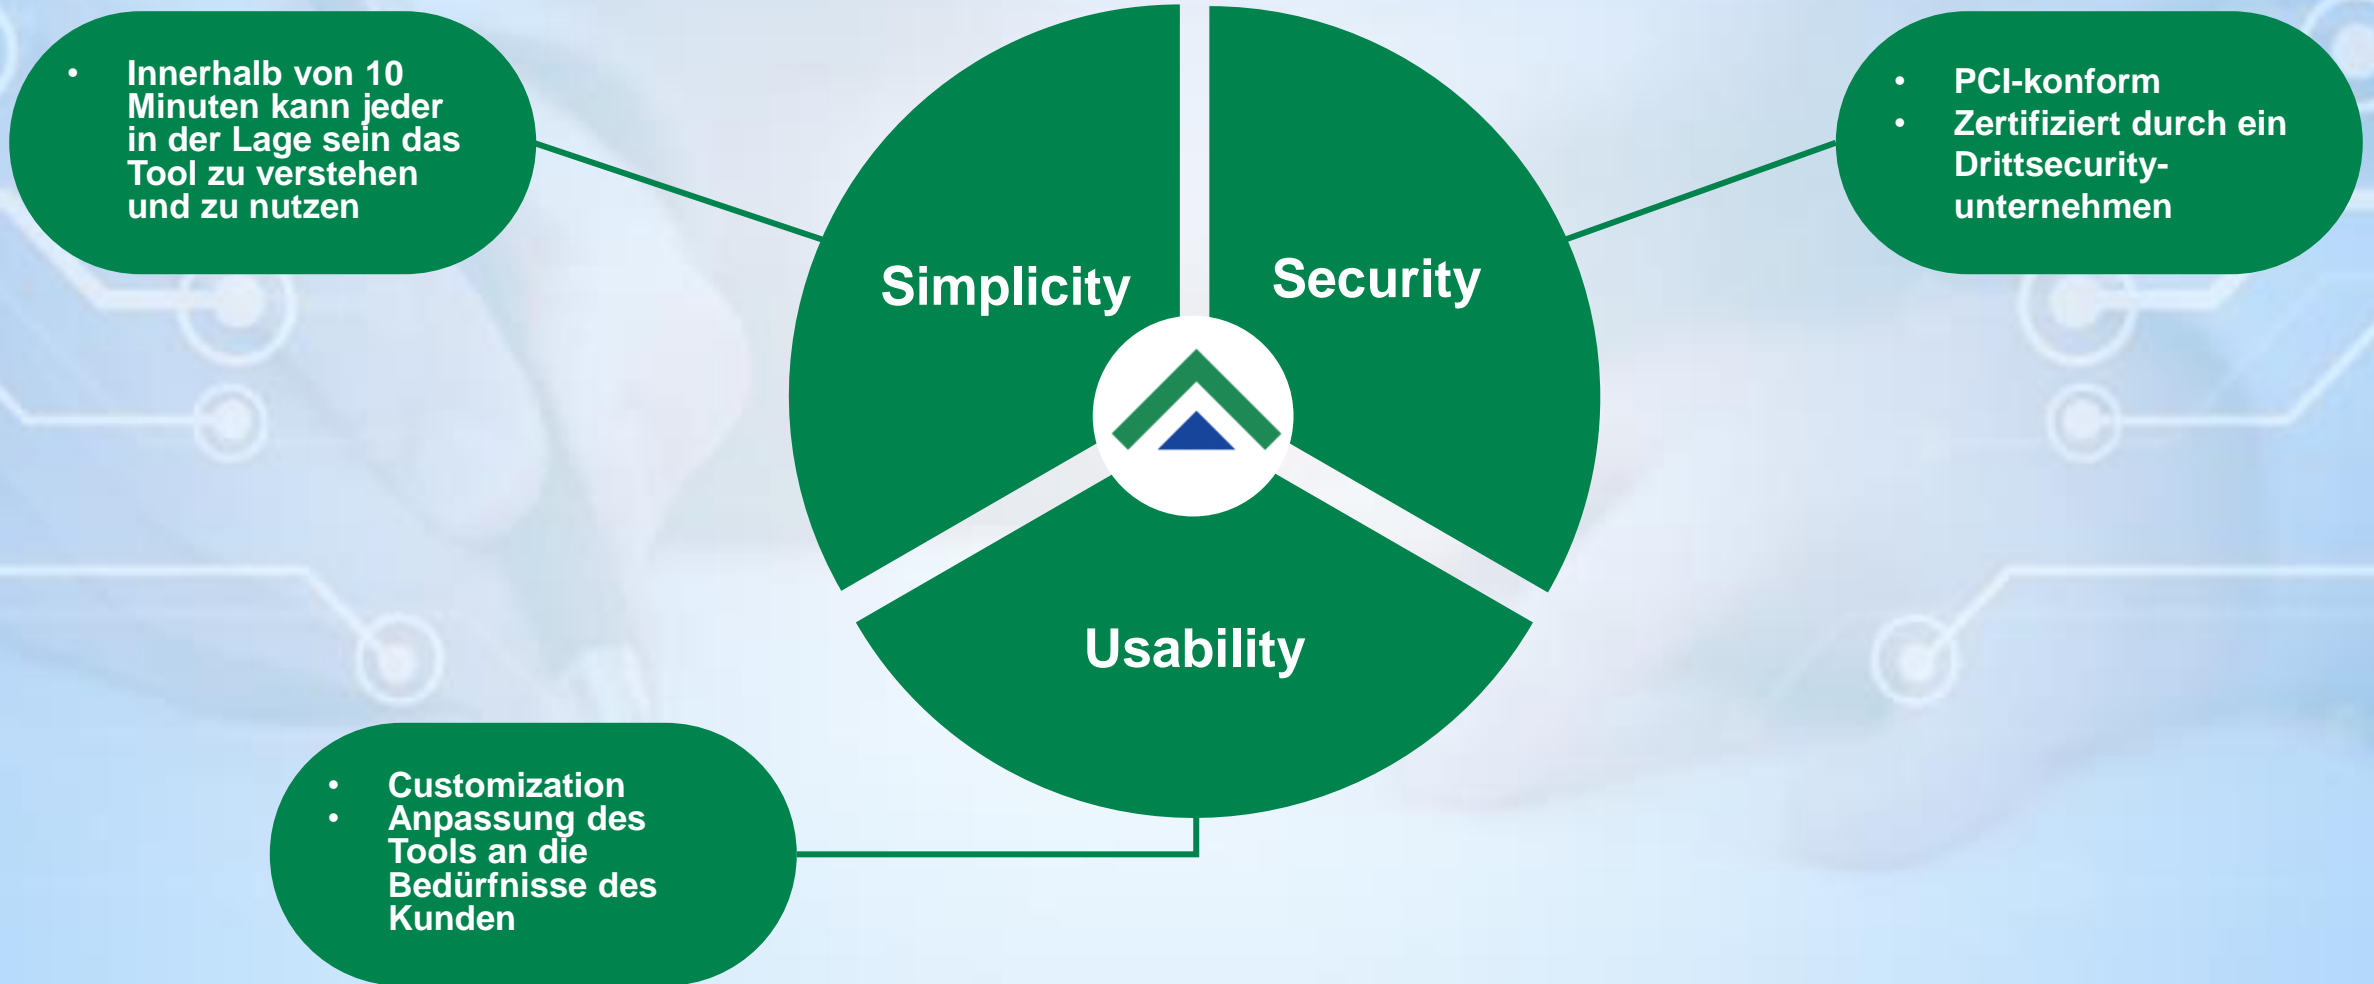 • Innerhalb von 10
Minuten kann jeder
in der Lage sein das
Tool zu verstehen
und zu nutzen
Simplicity
Security
• PCI-konform
• Zertifiziert durch ein
Drittsecurity-
unternehmen
Usability
• Customization
• Anpassung des
Tools an die
Bedürfnisse des
Kunden